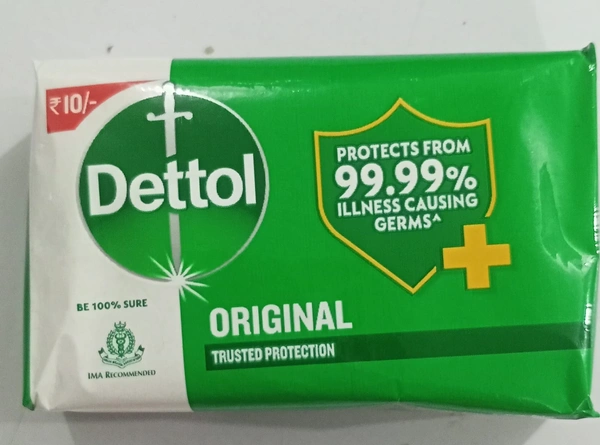 ₹10/-
Dettol
BE 100% SURE
IMA RECOMMENDED
PROTECTS FROM
99.99%
ILLNESS CAUSING
GERMS^
ORIGINAL
TRUSTED PROTECTION